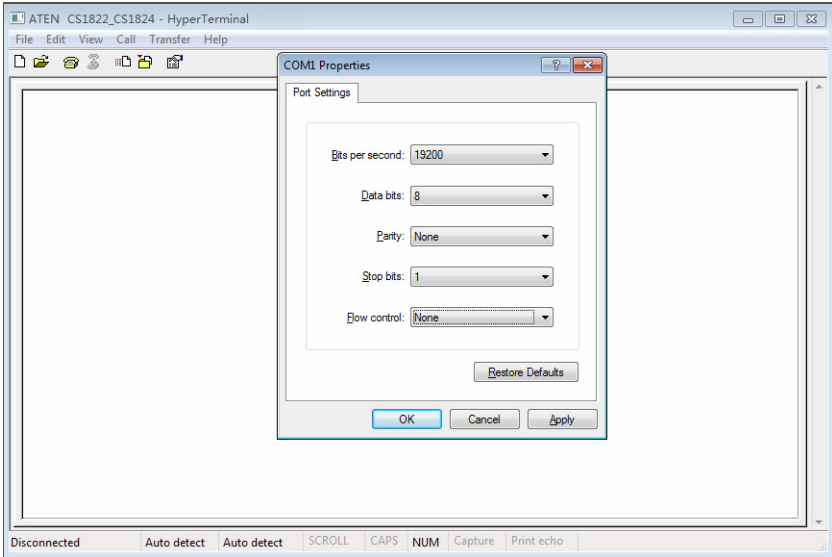 ATEN CS1822_CS1824 - HyperTerminal
File Edit View Call Transfer Help
COM1 Properties
Port Settings
Bits per second: 19200
Data bits: 8
Parity: None
Stop bits: 1
Flow control: None
Restore Defaults
OK Cancel Apply
Disconnected Auto detect Auto detect SCROLL CAPS NUM Capture Print echo